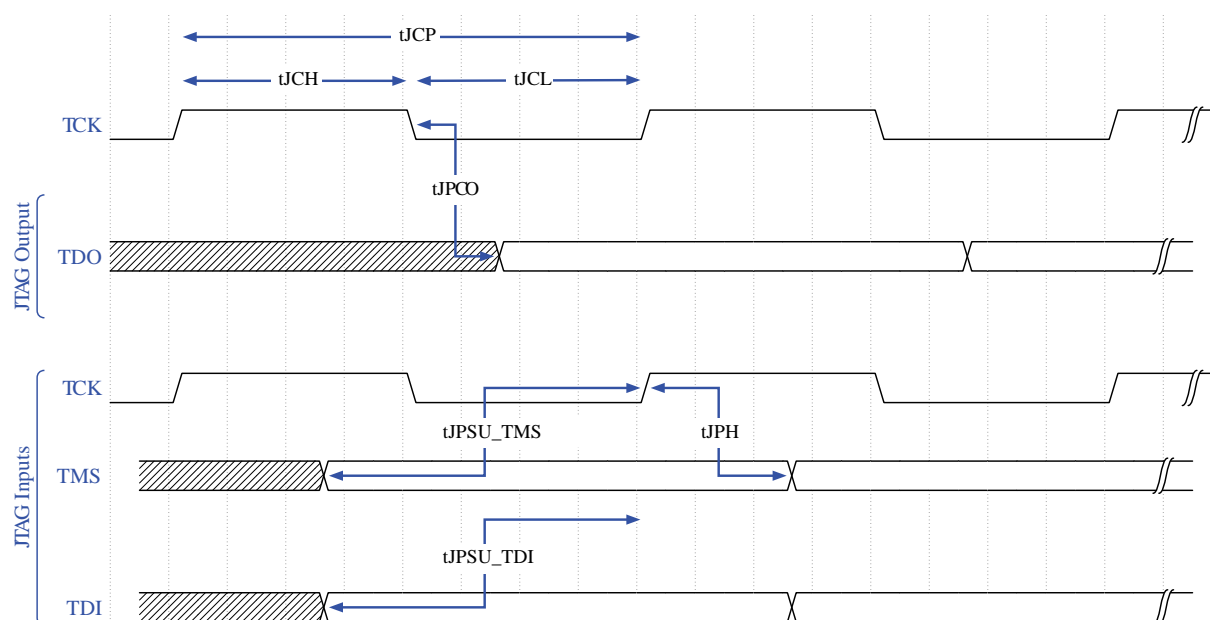 tJCP
tJCH
tJCL
TCK
tJPCO
JTAG Output
TDO
TCK
tJPSU_TMS
tJPH
JTAG Inputs
TMS
tJPSU_TDI
TDI